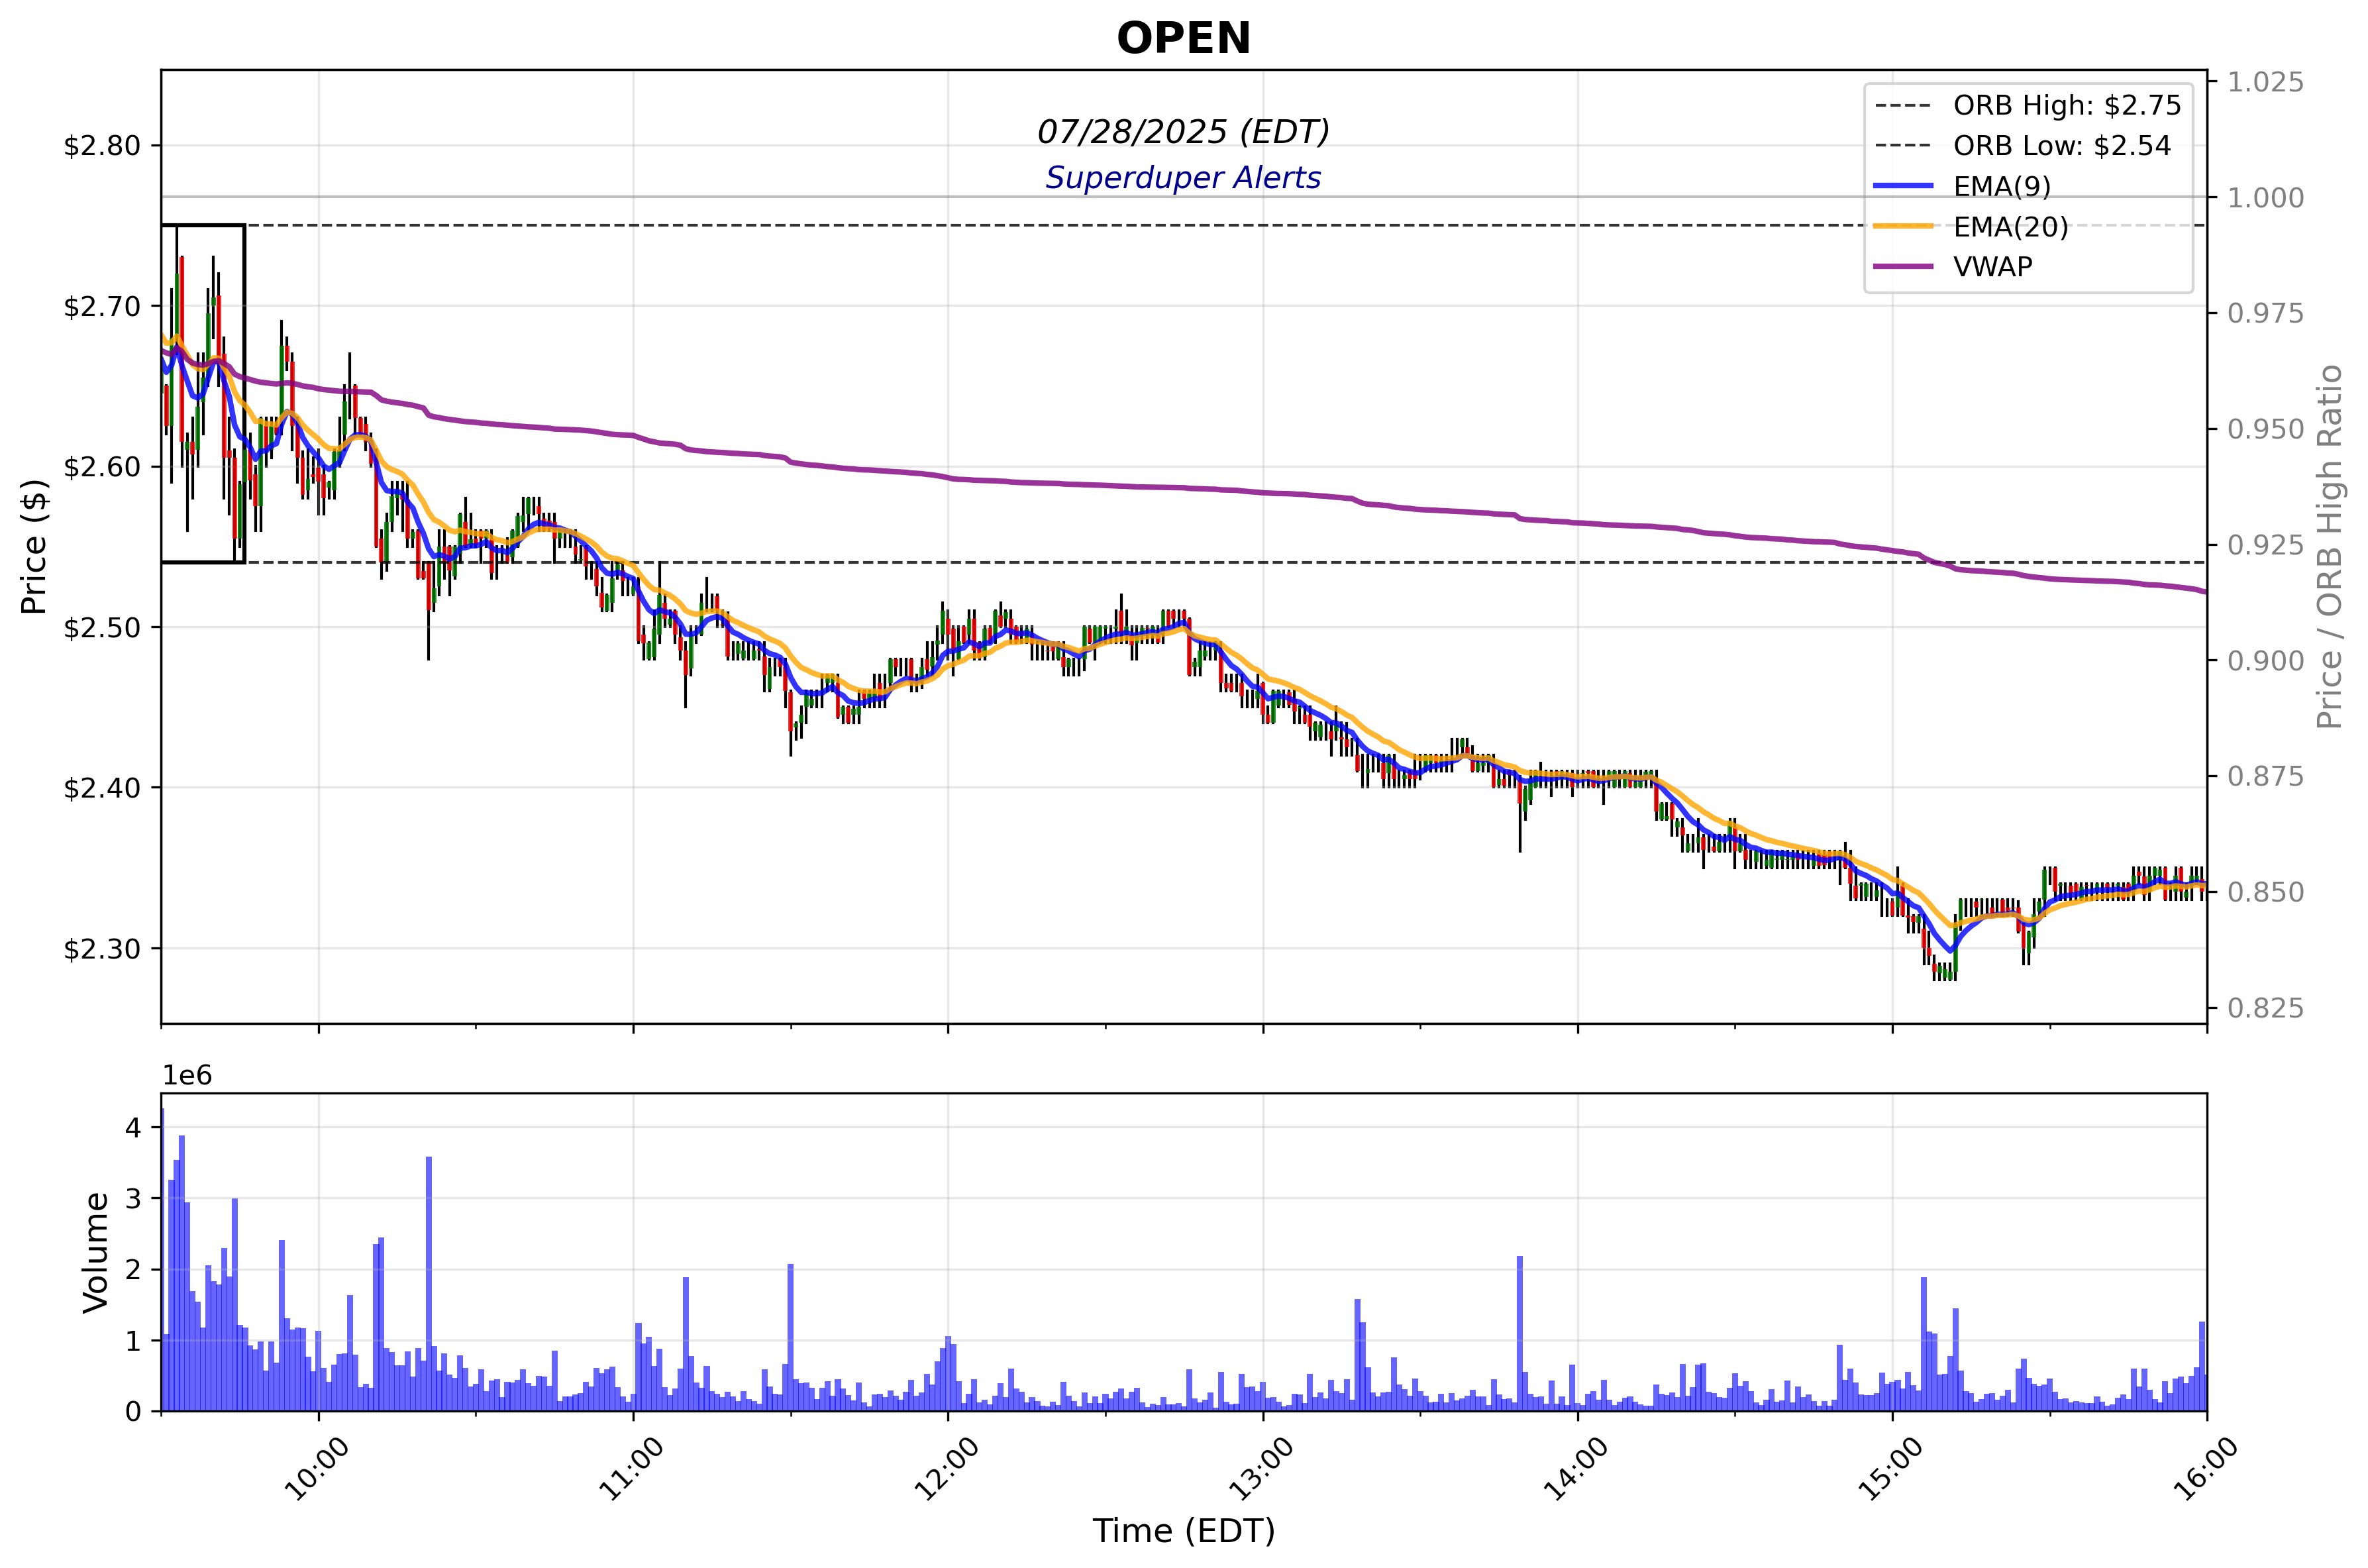 OPEN
07/28/2025 (EDT)
Superduper Alerts
ORB High: $2.75
ORB Low: $2.54
EMA(9)
EMA(20)
VWAP
Price ($)
$2.80
$2.70
$2.60
$2.50
$2.40
$2.30
1.025
1.000
0.975
0.950
0.925
0.900
0.875
0.850
0.825
Price / ORB High Ratio
1e6
Volume
4
3
2
1
0
10:00
11:00
12:00
13:00
14:00
15:00
16:00
Time (EDT)